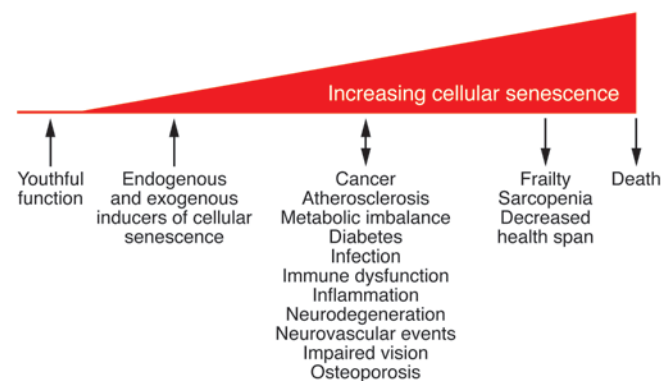 Increasing cellular senescence
Youthful
function
Endogenous
and exogenous
inducers of cellular
senescence
Cancer
Atherosclerosis
Metabolic imbalance
Diabetes
Infection
Immune dysfunction
Inflammation
Neurodegeneration
Neurovascular events
Impaired vision
Osteoporosis
Frailty
Sarcopenia
Decreased
health span
Death